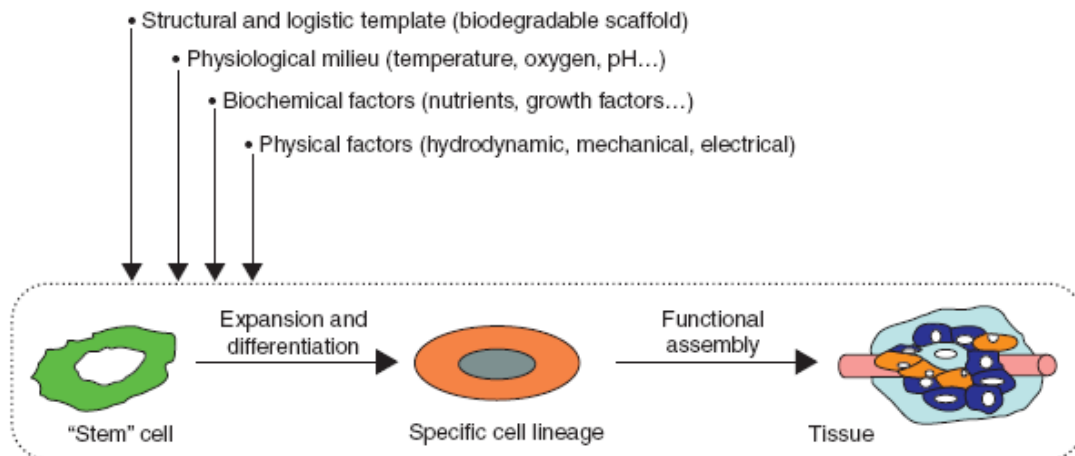 • Structural and logistic template (biodegradable scaffold)
• Physiological milieu (temperature, oxygen, pH…)
• Biochemical factors (nutrients, growth factors…)
• Physical factors (hydrodynamic, mechanical, electrical)
Expansion and
differentiation
Functional
assembly
“Stem” cell
Specific cell lineage
Tissue